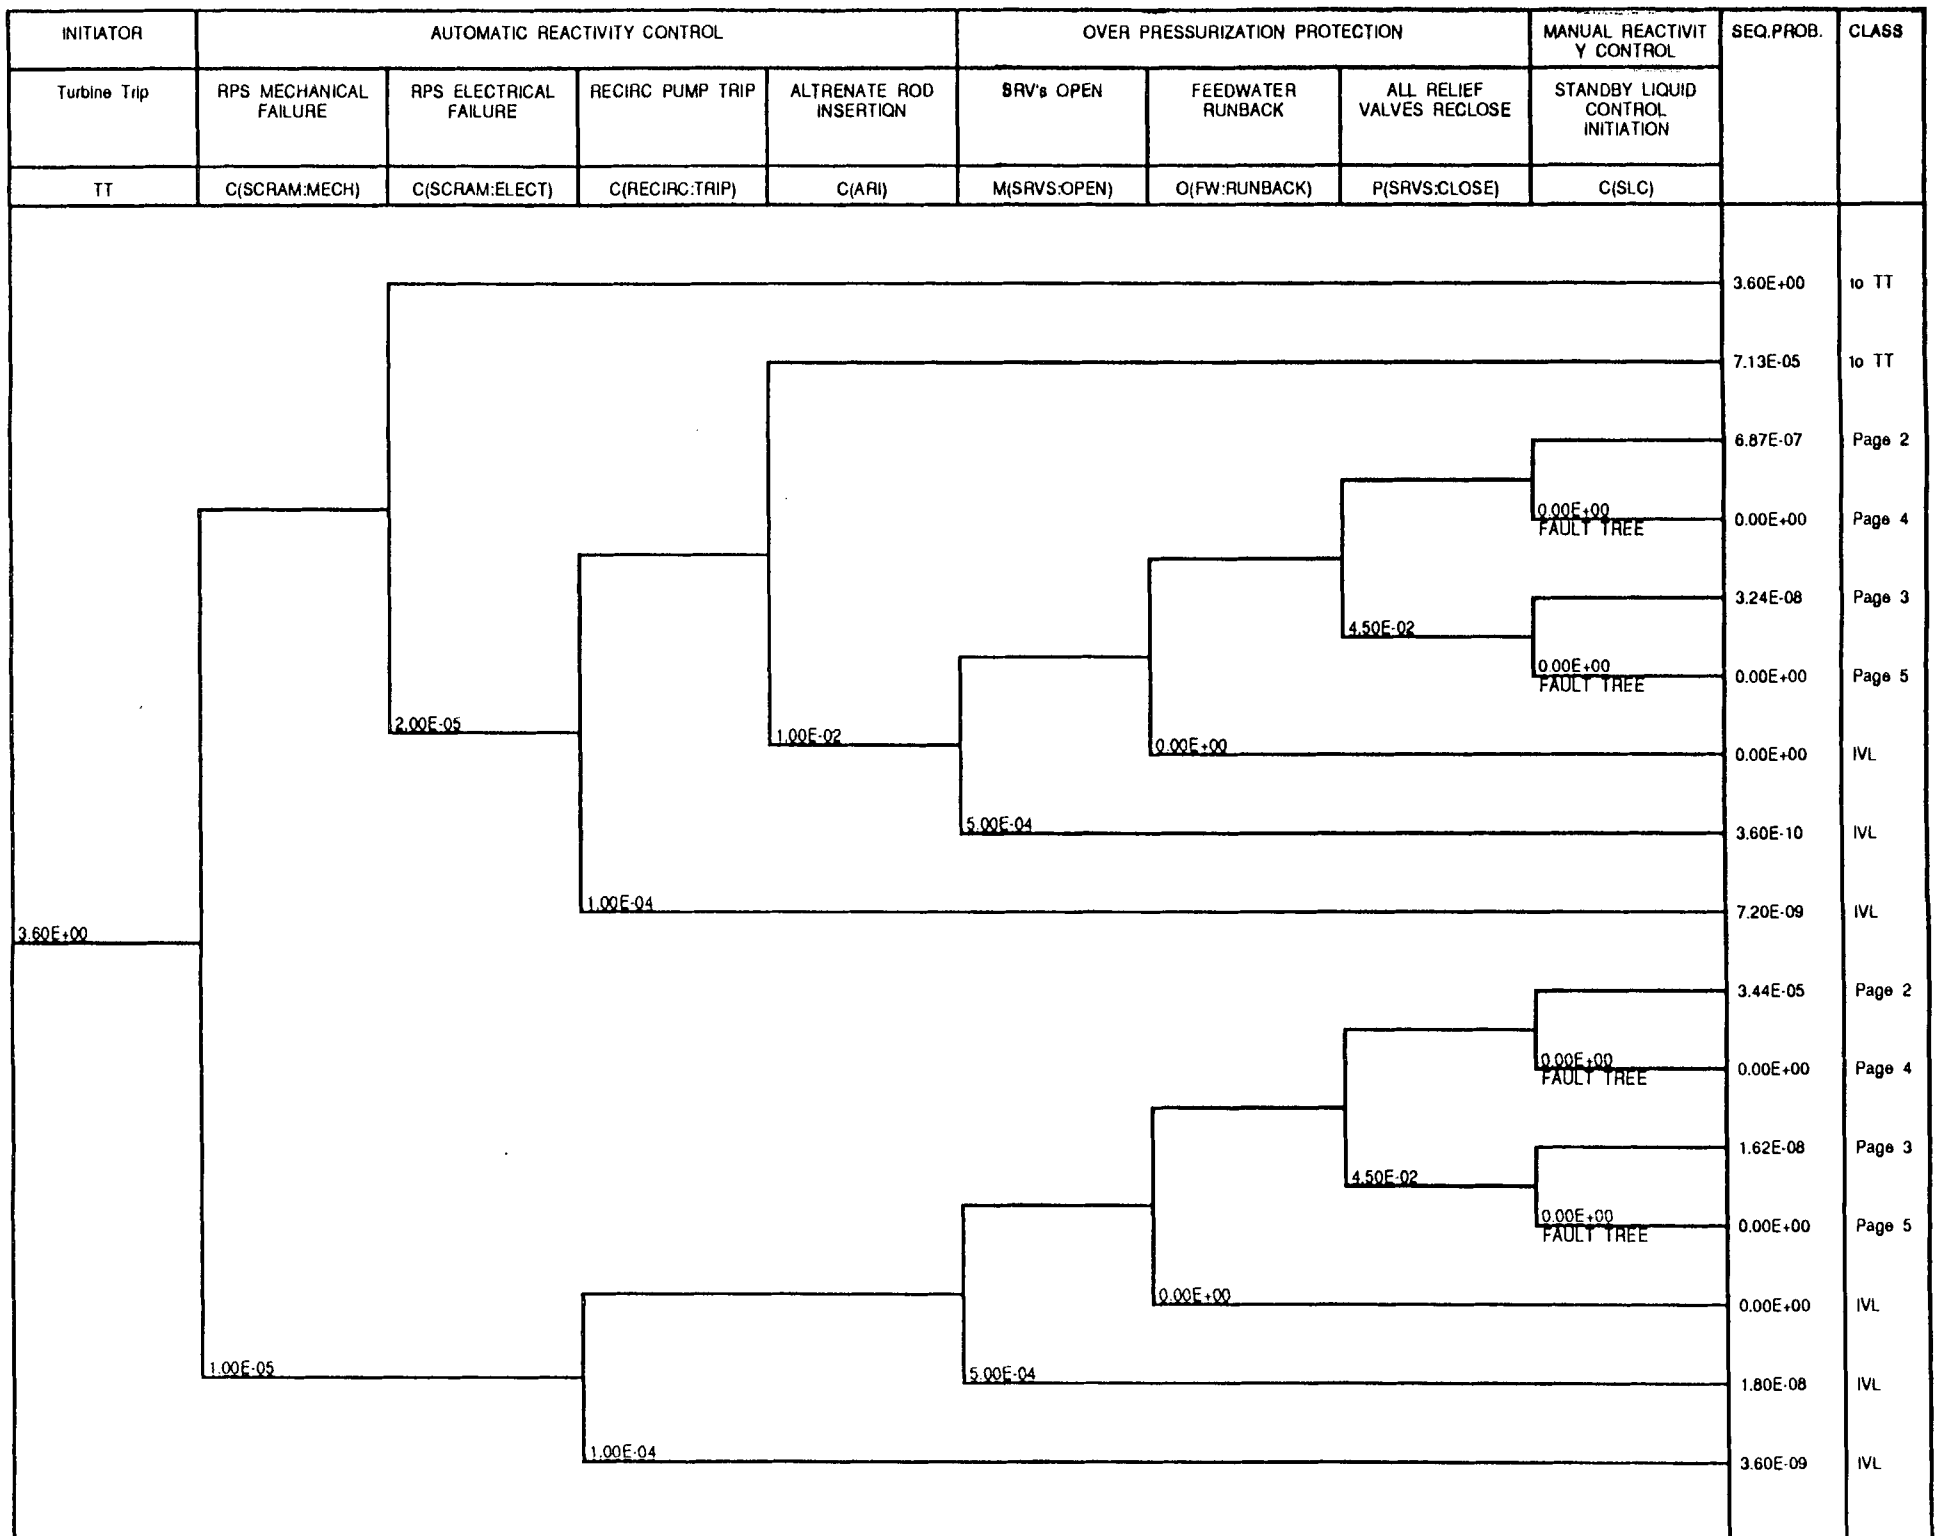 INITIATOR
AUTOMATIC REACTIVITY CONTROL
OVER PRESSURIZATION PROTECTION
MANUAL REACTIVIT
Y CONTROL
SEQ.PROB.
CLASS
Turbine Trip
RPS MECHANICAL
FAILURE
RPS ELECTRICAL
FAILURE
RECIRC PUMP TRIP
ALTRENATE ROD
INSERTION
SRV's OPEN
FEEDWATER
RUNBACK
ALL RELIEF
VALVES RECLOSE
STANDBY LIQUID
CONTROL
INITIATION
TT
C(SCRAM:MECH)
C(SCRAM:ELECT)
C(RECIRC:TRIP)
C(ARI)
M(SRVS:OPEN)
O(FW:RUNBACK)
P(SRVS:CLOSE)
C(SLC)
3.60E+00 to TT
7.13E-05 to TT
6.87E-07 Page 2
0.00E+00
FAULT TREE
0.00E+00 Page 4
3.24E-08 Page 3
4.50E-02
0.00E+00
FAULT TREE
0.00E+00 Page 5
2.00E-05
1.00E-02
0.00E+00
0.00E+00 IVL
5.00E-04
3.60E-10 IVL
1.00E-04
7.20E-09 IVL
3.60E+00
3.44E-05 Page 2
0.00E+00
FAULT TREE
0.00E+00 Page 4
1.62E-08 Page 3
4.50E-02
0.00E+00
FAULT TREE
0.00E+00 Page 5
0.00E+00
0.00E+00 IVL
1.00E-05
5.00E-04
1.80E-08 IVL
1.00E-04
3.60E-09 IVL